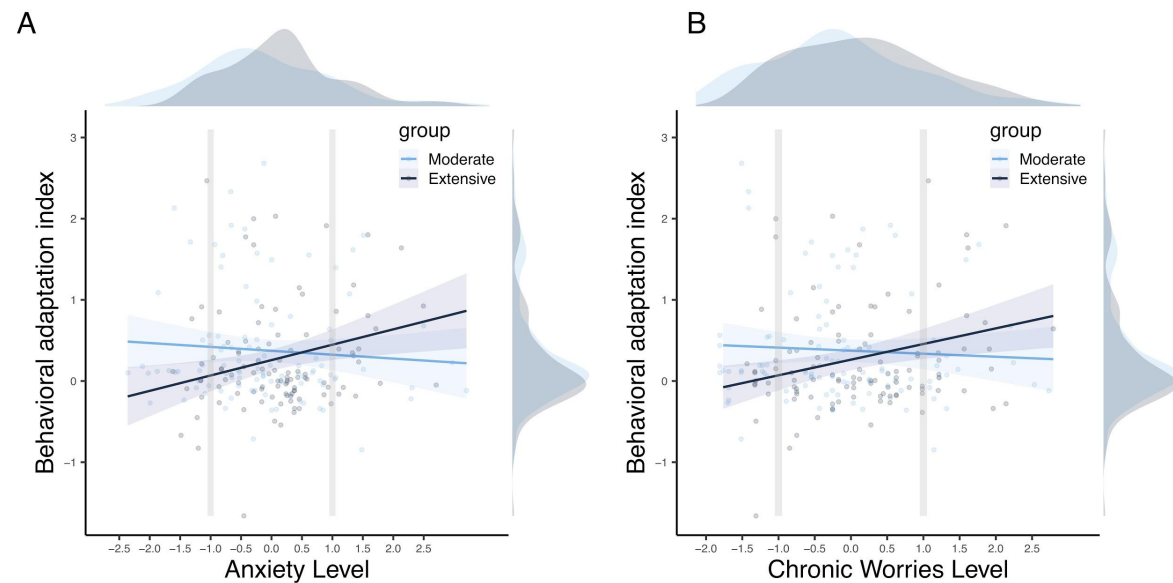 A
B
group
Moderate
Extensive
group
Moderate
Extensive
Behavioral adaptation index
3
2
1
0
−1
Behavioral adaptation index
3
2
1
0
−1
−2.5 −2.0 −1.5 −1.0 −0.5 0.0 0.5 1.0 1.5 2.0 2.5
−2.0 −1.5 −1.0 −0.5 0.0 0.5 1.0 1.5 2.0 2.5
Anxiety Level
Chronic Worries Level